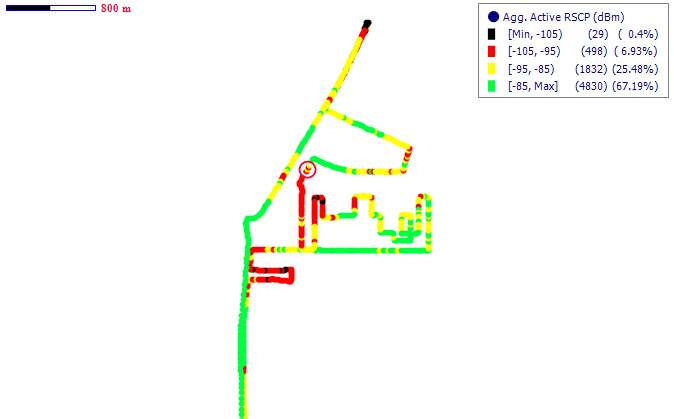 800 m
Agg. Active RSCP (dBm)
[Min, -105) (29) ( 0.4%)
[-105, -95) (498) ( 6.93%)
[-95, -85) (1832) (25.48%)
[-85, Max] (4830) (67.19%)